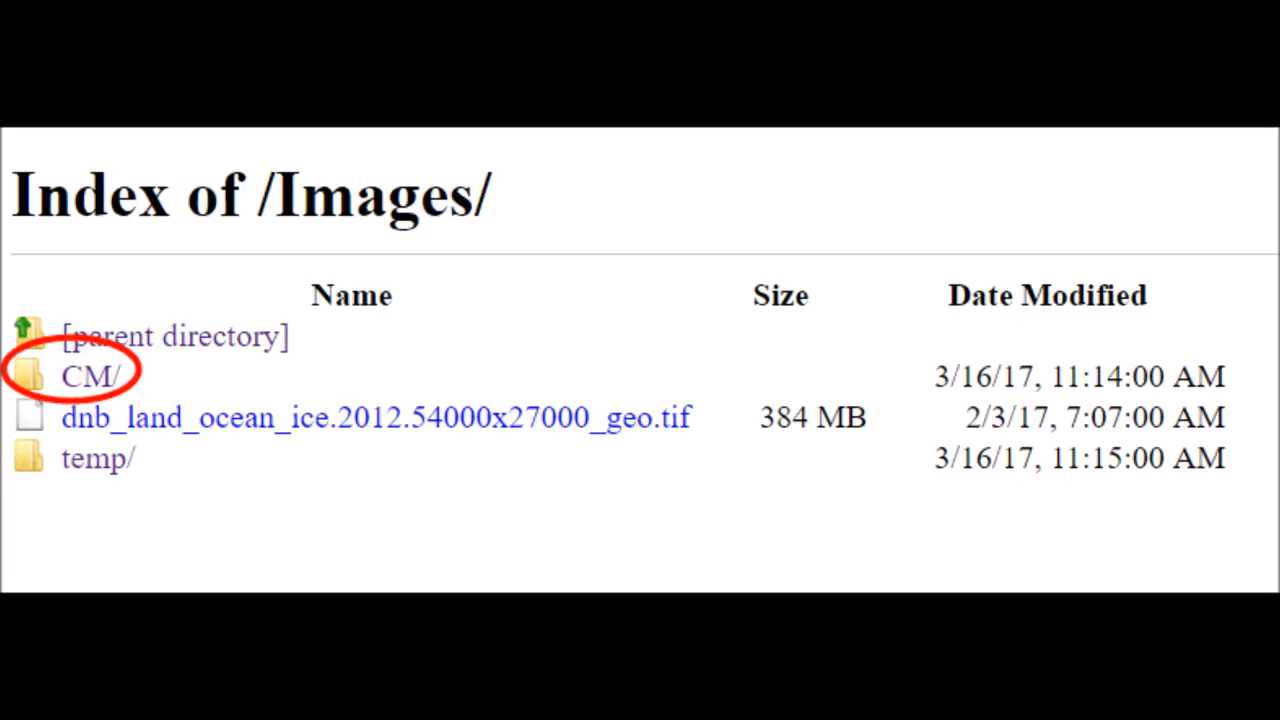 Index of /Images/
Name Size Date Modified
[parent directory]
CM/ 3/16/17, 11:14:00 AM
dnb_land_ocean_ice.2012.54000x27000_geo.tif 384 MB 2/3/17, 7:07:00 AM
temp/ 3/16/17, 11:15:00 AM